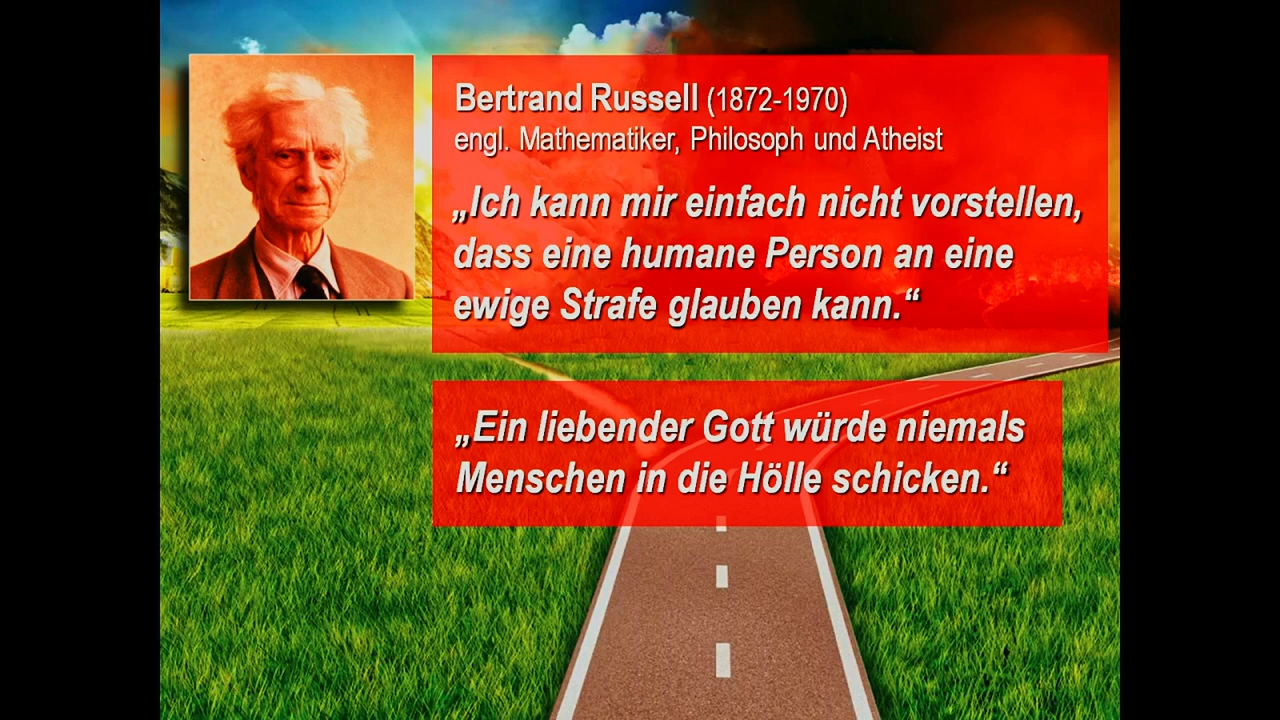 Bertrand Russell (1872-1970)
engl. Mathematiker, Philosoph und Atheist
„Ich kann mir einfach nicht vorstellen,
dass eine humane Person an eine
ewige Strafe glauben kann.“
„Ein liebender Gott würde niemals
Menschen in die Hölle schicken.“